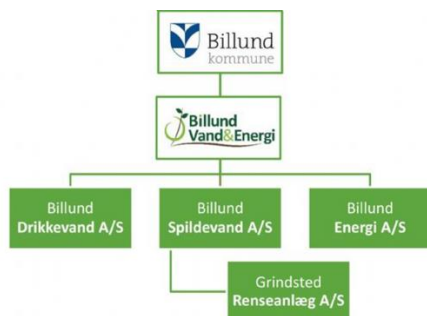 Billund
kommune
Billund
Vand&Energi
Billund
Drikkevand A/S
Billund
Spildevand A/S
Billund
Energi A/S
Grindsted
Renseanlæg A/S